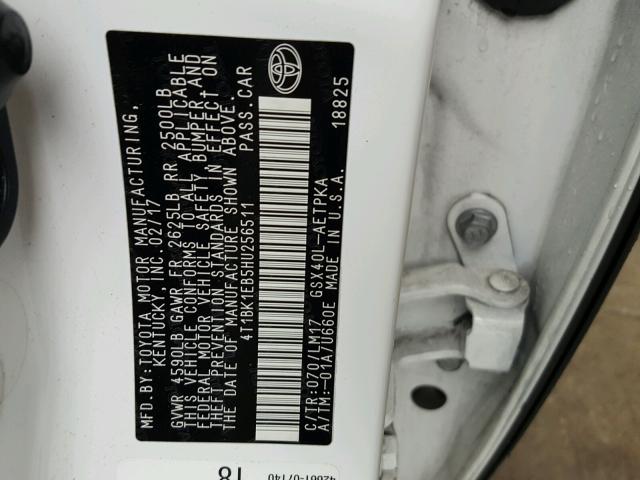 MFD.BY:TOYOTA MOTOR MANUFACTURING,
KENTUCKY, INC.02/17
GVWR 4590LB GAWR FR 2625LB RR 2500LB
THIS VEHICLE CONFORMS TO ALL APPLICABLE
FEDERAL MOTOR VEHICLE SAFETY, BUMPER AND
THEFT PREVENTION STANDARDS IN EFFECT ON
THE DATE OF MANUFACTURE SHOWN ABOVE.
4T1BK1EB5HU256511 PASS.CAR
C/TR:070/LM17 GSX40L-AETPKA
A/TM:-01A/U660E MADE IN U.S.A.
18825
42661-07140
18